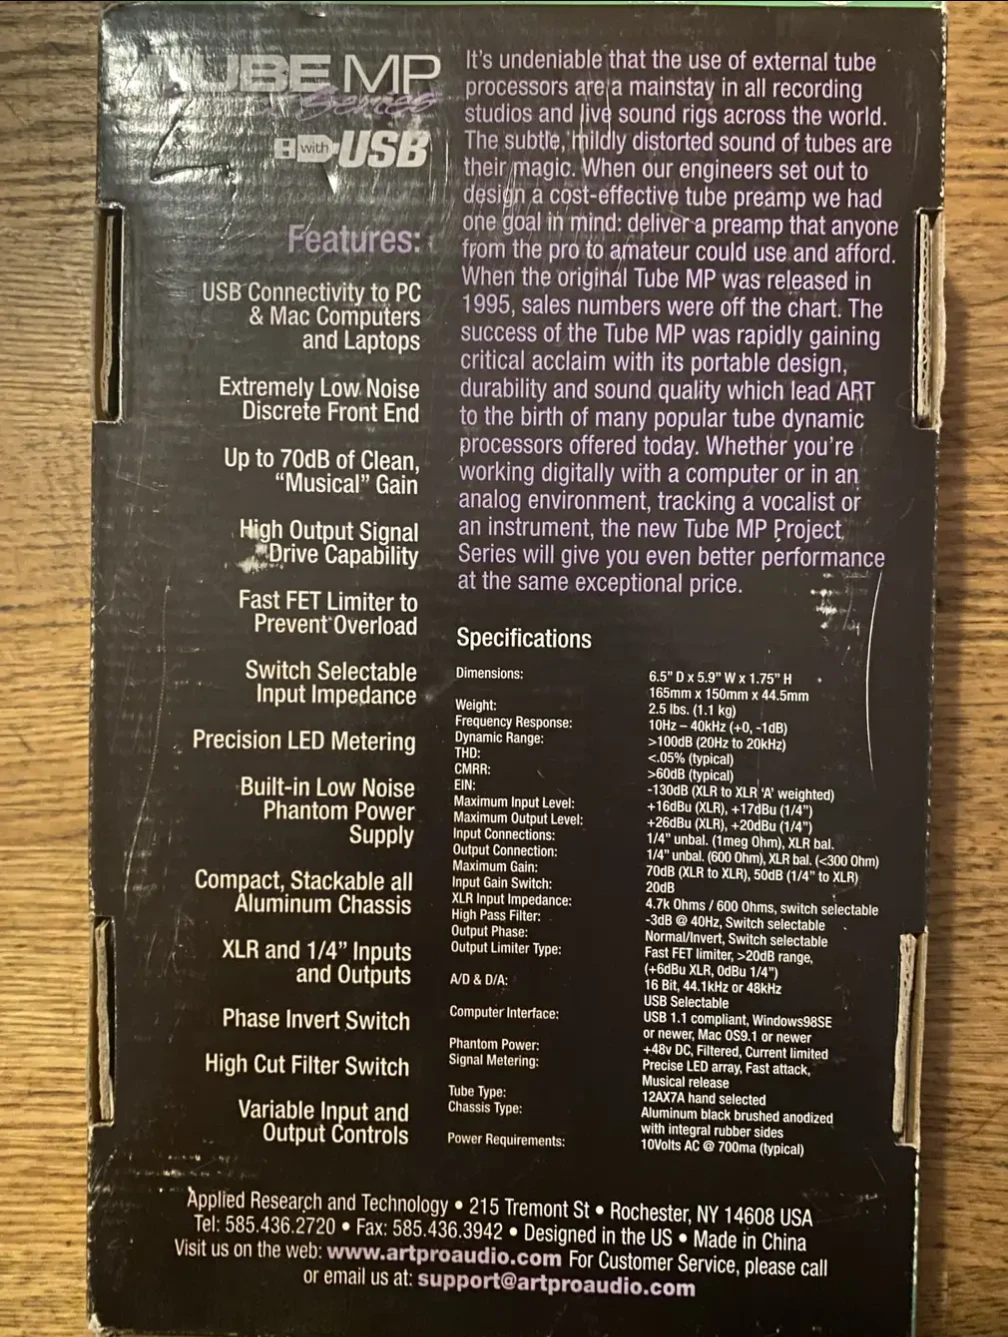 TUBE MP
Series
with USB
Features:
USB Connectivity to PC
& Mac Computers
and Laptops
Extremely Low Noise
Discrete Front End
Up to 70dB of Clean,
“Musical” Gain
High Output Signal
Drive Capability
Fast FET Limiter to
Prevent Overload
Switch Selectable
Input Impedance
Precision LED Metering
Built-in Low Noise
Phantom Power
Supply
Compact, Stackable all
Aluminum Chassis
XLR and 1/4” Inputs
and Outputs
Phase Invert Switch
High Cut Filter Switch
Variable Input and
Output Controls
It’s undeniable that the use of external tube
processors are a mainstay in all recording
studios and live sound rigs across the world.
The subtle, mildly distorted sound of tubes are
their magic. When our engineers set out to
design a cost-effective tube preamp we had
one goal in mind: deliver a preamp that anyone
from the pro to amateur could use and afford.
When the original Tube MP was released in
1995, sales numbers were off the chart. The
success of the Tube MP was rapidly gaining
critical acclaim with its portable design,
durability and sound quality which lead ART
to the birth of many popular tube dynamic
processors offered today. Whether you’re
working digitally with a computer or in an
analog environment, tracking a vocalist or
an instrument, the new Tube MP Project
Series will give you even better performance
at the same exceptional price.
Specifications
Dimensions: 6.5” D x 5.9” W x 1.75” H
165mm x 150mm x 44.5mm
Weight: 2.5 lbs. (1.1 kg)
Frequency Response: 10Hz – 40kHz (+0, -1dB)
Dynamic Range: >100dB (20Hz to 20kHz)
THD: <.05% (typical)
CMRR: >60dB (typical)
EIN: -130dB (XLR to XLR ‘A’ weighted)
Maximum Input Level: +16dBu (XLR), +17dBu (1/4”)
Maximum Output Level: +26dBu (XLR), +20dBu (1/4”)
Input Connections: 1/4” unbal. (1meg Ohm), XLR bal.
Output Connection: 1/4” unbal. (600 Ohm), XLR bal. (<300 Ohm)
Maximum Gain: 70dB (XLR to XLR), 50dB (1/4” to XLR)
Input Gain Switch: 20dB
XLR Input Impedance: 4.7k Ohms / 600 Ohms, switch selectable
High Pass Filter: -3dB @ 40Hz, Switch selectable
Output Phase: Normal/Invert, Switch selectable
Output Limiter Type: Fast FET limiter, >20dB range,
(+6dBu XLR, 0dBu 1/4”)
A/D & D/A: 16 Bit, 44.1kHz or 48kHz
USB Selectable
Computer Interface: USB 1.1 compliant, Windows98SE
or newer, Mac OS9.1 or newer
Phantom Power: +48v DC, Filtered, Current limited
Signal Metering: Precise LED array, Fast attack,
Musical release
Tube Type: 12AX7A hand selected
Chassis Type: Aluminum black brushed anodized
with integral rubber sides
Power Requirements: 10Volts AC @ 700ma (typical)
Applied Research and Technology • 215 Tremont St • Rochester, NY 14608 USA
Tel: 585.436.2720 • Fax: 585.436.3942 • Designed in the US • Made in China
Visit us on the web: www.artproaudio.com For Customer Service, please call
or email us at: support@artproaudio.com